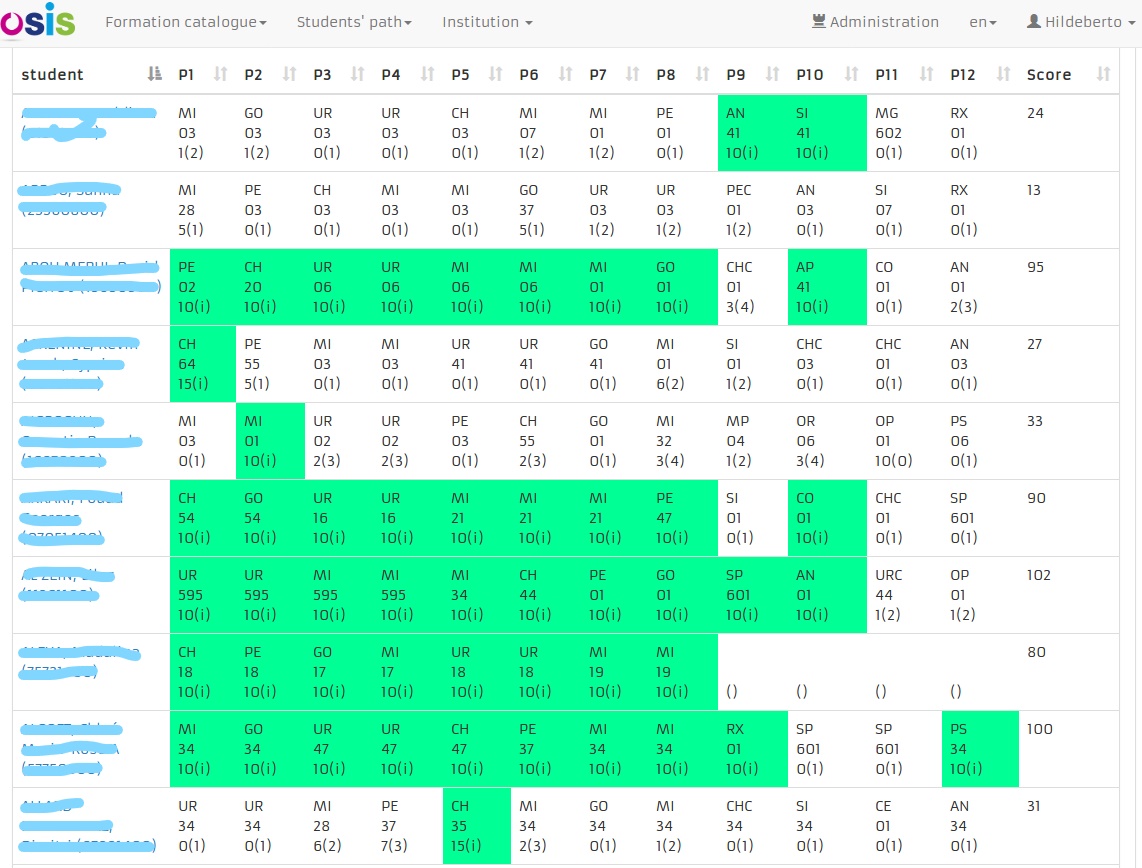 osis Formation catalogue Students' path Institution Administration en Hildeberto
student P1 P2 P3 P4 P5 P6 P7 P8 P9 P10 P11 P12 Score
MI GO UR UR CH MI MI PE AN SI MG RX 24
03 03 03 03 03 07 01 01 41 41 602 01
1(2) 1(2) 0(1) 0(1) 0(1) 1(2) 1(2) 0(1) 10(i) 10(i) 0(1) 0(1)
MI PE CH MI MI GO UR UR PEC AN SI RX 13
28 03 03 03 03 37 03 03 01 03 07 01
5(1) 0(1) 0(1) 0(1) 0(1) 5(1) 1(2) 1(2) 1(2) 0(1) 0(1) 0(1)
PE CH UR UR MI MI MI GO CHC AP CO AN 95
02 20 06 06 06 06 01 01 01 41 01 01
10(i) 10(i) 10(i) 10(i) 10(i) 10(i) 10(i) 10(i) 3(4) 10(i) 0(1) 2(3)
CH PE MI MI UR UR GO MI SI CHC CHC AN 27
64 55 03 03 41 41 41 01 01 03 01 03
15(i) 5(1) 0(1) 0(1) 0(1) 0(1) 0(1) 6(2) 1(2) 0(1) 0(1) 0(1)
MI MI UR UR PE CH GO MI MP OR OP PS 33
03 01 02 02 03 55 01 32 04 06 01 06
0(1) 10(i) 2(3) 2(3) 0(1) 2(3) 0(1) 3(4) 1(2) 3(4) 10(0) 0(1)
CH GO UR UR MI MI MI PE SI CO CHC SP 90
54 54 16 16 21 21 21 47 01 01 01 601
10(i) 10(i) 10(i) 10(i) 10(i) 10(i) 10(i) 10(i) 0(1) 10(i) 0(1) 0(1)
UR UR MI MI MI CH PE GO SP AN URC OP 102
595 595 595 595 34 44 01 01 601 01 44 01
10(i) 10(i) 10(i) 10(i) 10(i) 10(i) 10(i) 10(i) 10(i) 10(i) 1(2) 1(2)
CH PE GO MI UR UR MI MI 80
18 18 17 17 18 18 19 19
10(i) 10(i) 10(i) 10(i) 10(i) 10(i) 10(i) 10(i) () () () ()
MI GO UR UR CH PE MI MI RX SP SP PS 100
34 34 47 47 47 37 34 34 01 601 601 34
10(i) 10(i) 10(i) 10(i) 10(i) 10(i) 10(i) 10(i) 10(i) 0(1) 0(1) 10(i)
UR UR MI PE CH MI GO MI CHC SI CE AN 31
34 34 28 37 35 34 34 34 34 34 01 34
0(1) 0(1) 6(2) 7(3) 15(i) 2(3) 0(1) 1(2) 0(1) 0(1) 0(1) 0(1)